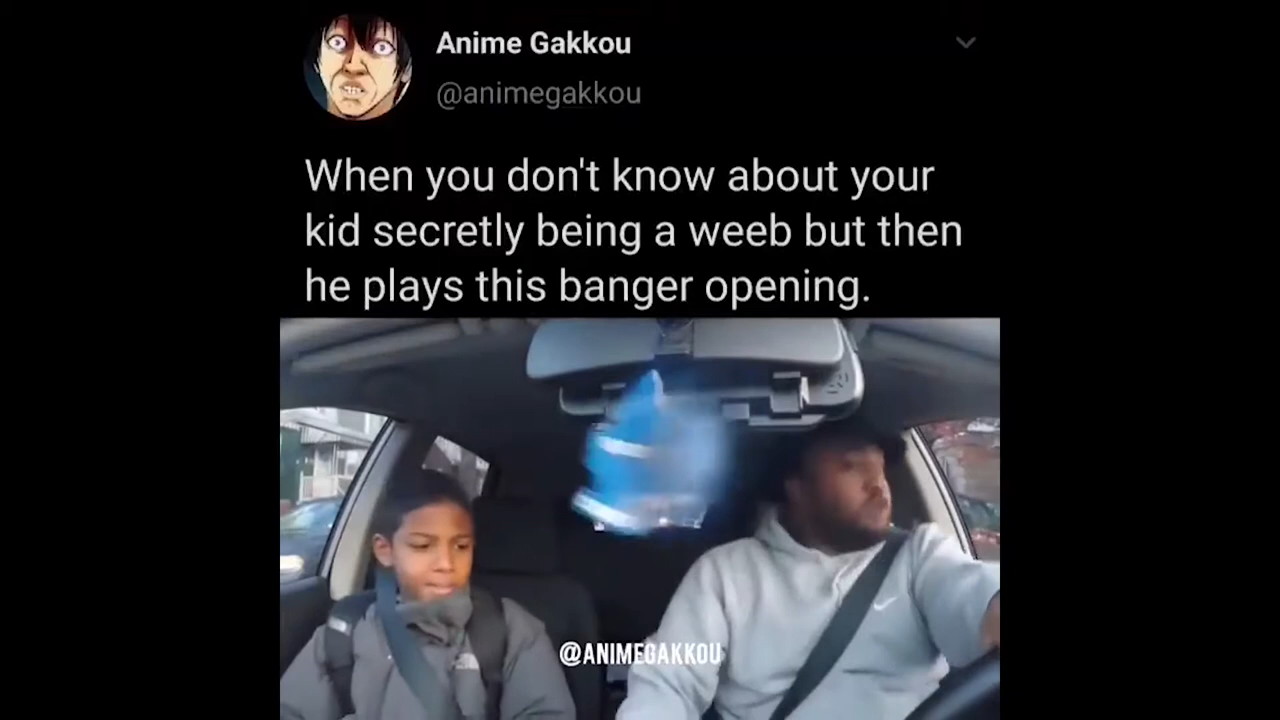 Anime Gakkou
@animegakkou
When you don't know about your
kid secretly being a weeb but then
he plays this banger opening.
@ANIMEGAKKOU